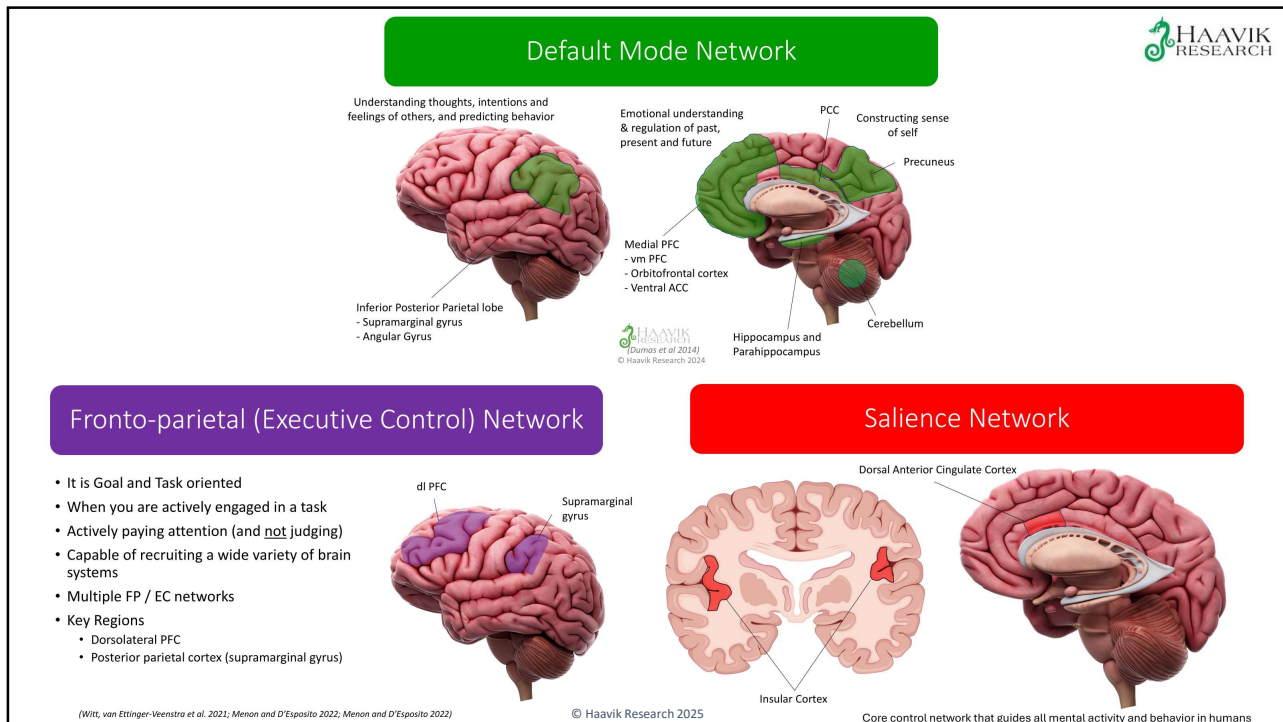 Default Mode Network
HAAVIK
RESEARCH
Understanding thoughts, intentions and
feelings of others, and predicting behavior
Emotional understanding
& regulation of past,
present and future
PCC
Constructing sense
of self
Precuneus
Medial PFC
- vm PFC
- Orbitofrontal cortex
- Ventral ACC
Inferior Posterior Parietal lobe
- Supramarginal gyrus
- Angular Gyrus
Cerebellum
Hippocampus and
Parahippocampus
HAAVIK
RESEARCH
(Dumas et al 2014)
© Haavik Research 2024
Fronto-parietal (Executive Control) Network
• It is Goal and Task oriented
• When you are actively engaged in a task
• Actively paying attention (and not judging)
• Capable of recruiting a wide variety of brain
systems
• Multiple FP / EC networks
• Key Regions
• Dorsolateral PFC
• Posterior parietal cortex (supramarginal gyrus)
dl PFC
Supramarginal
gyrus
Salience Network
Dorsal Anterior Cingulate Cortex
Insular Cortex
(Witt, van Ettinger-Veenstra et al. 2021; Menon and D'Esposito 2022; Menon and D'Esposito 2022)
© Haavik Research 2025
Core control network that guides all mental activity and behavior in humans